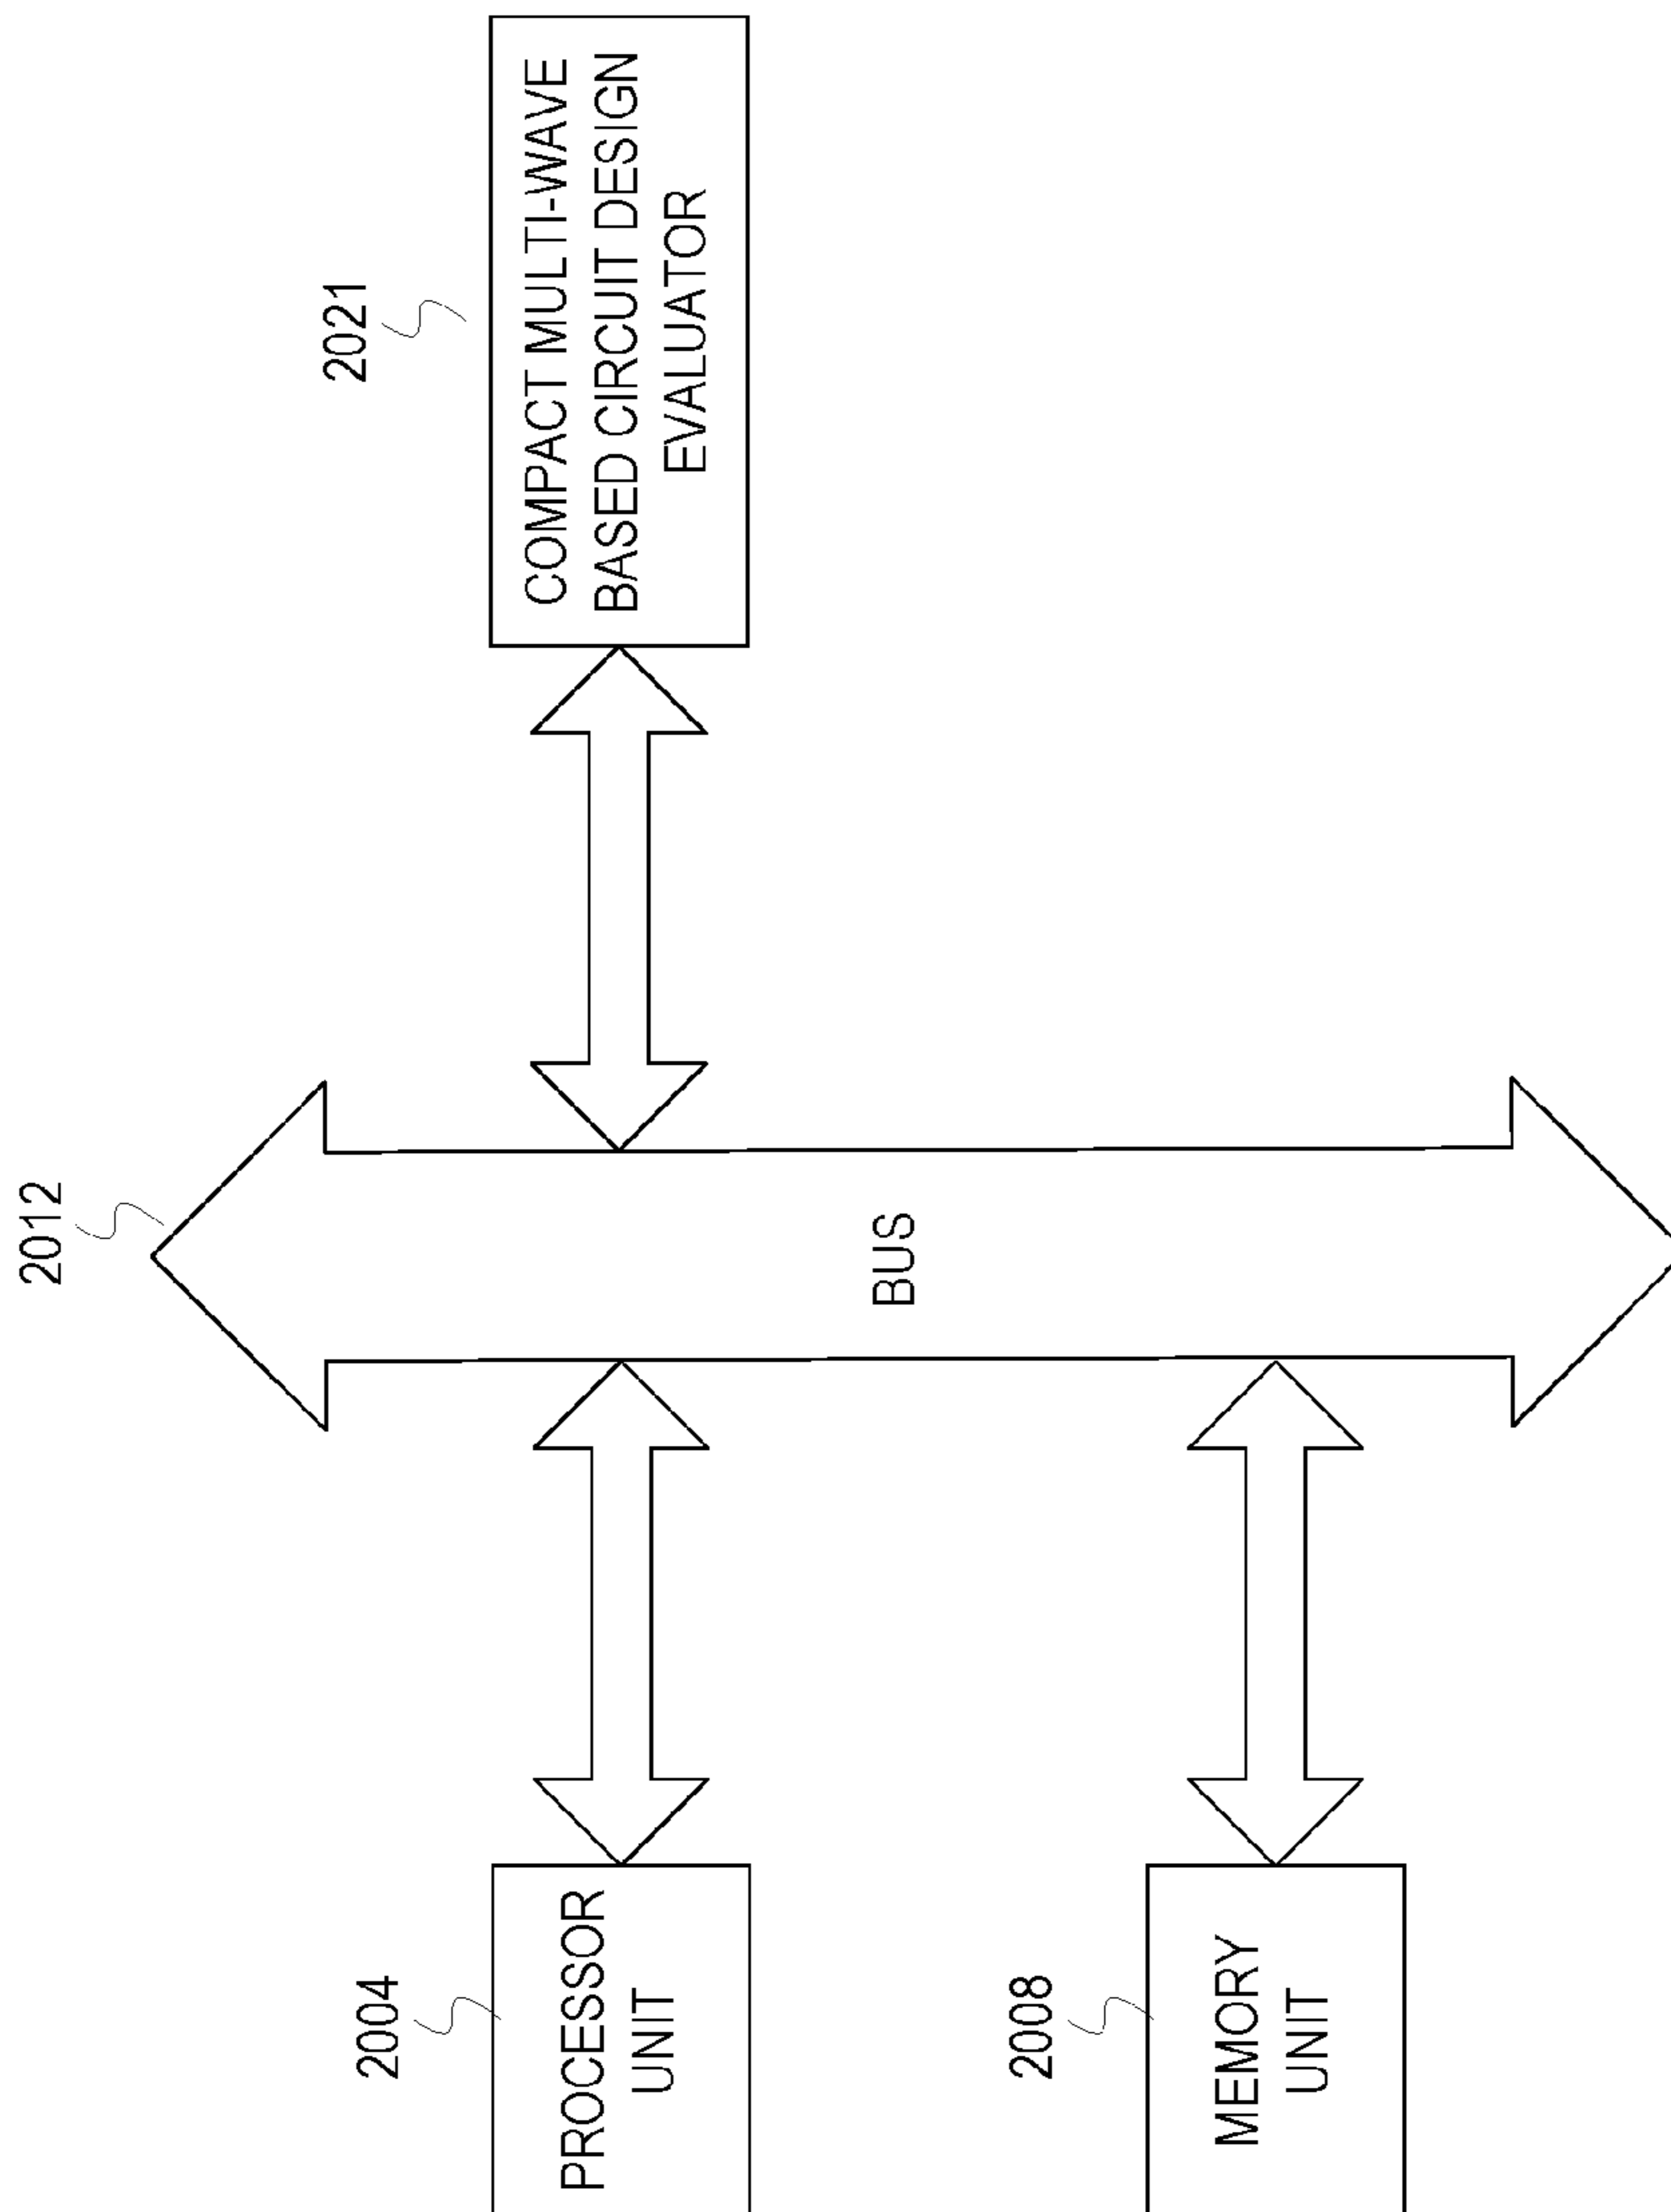 2012
2021
COMPACT MULTI-WAVE
BASED CIRCUIT DESIGN
EVALUATOR
2004
PROCESSOR
UNIT
BUS
2008
MEMORY
UNIT